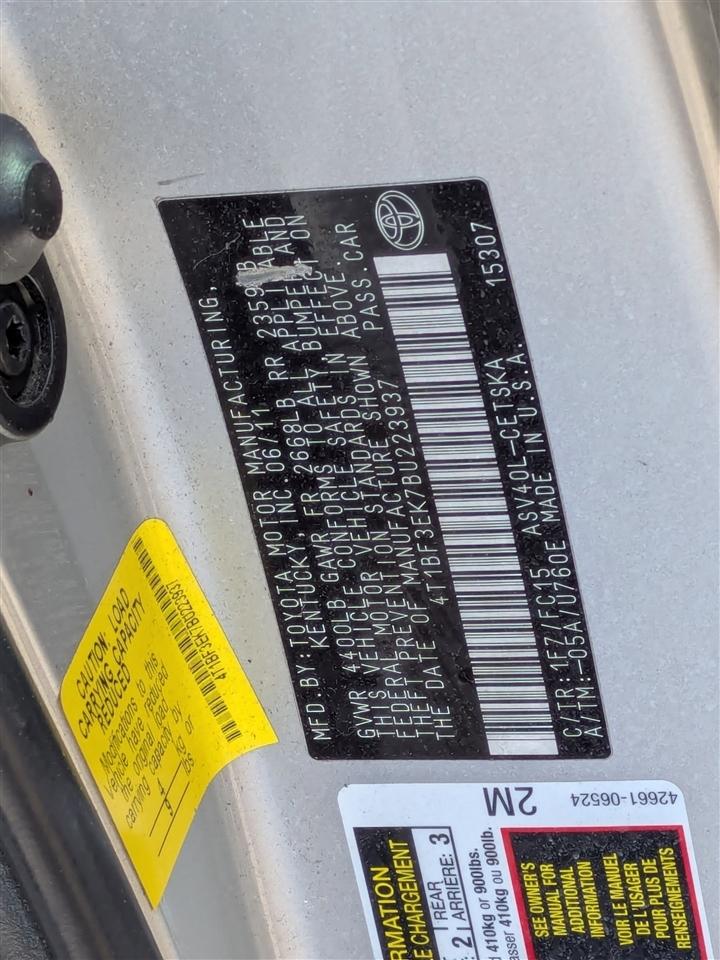 MFD.BY:TOYOTA MOTOR MANUFACTURING,
KENTUCKY, INC.06/11
GVWR 4400LB GAWR FR 2668LB RR 2359LB
THIS VEHICLE CONFORMS TO ALL APPLICABLE
FEDERAL MOTOR VEHICLE SAFETY, BUMPER, AND
THEFT PREVENTION STANDARDS IN EFFECT ON
THE DATE OF MANUFACTURE SHOWN ABOVE.
4T1BF3EK7BU223937 PASS.CAR
C/TR:1F7/FC15 ASV40L-CETSKA 15307
A/TM:-05A/U760E MADE IN U.S.A.
CAUTION: LOAD
CARRYING CAPACITY
REDUCED
Modifications to this
vehicle have reduced
the original load
carrying capacity by
4 kg or
9 lbs
4T1BF3EK7BU223937
2M 42661-06524
RMATION
E CHARGEMENT
2 REAR
ARRIÈRE: 3
d 410kg or 900lbs.
asser 410kg ou 900lb.
SEE OWNER'S
MANUAL FOR
ADDITIONAL
INFORMATION
VOIR LE MANUEL
DE L'USAGER
POUR PLUS DE
RENSEIGNEMENTS